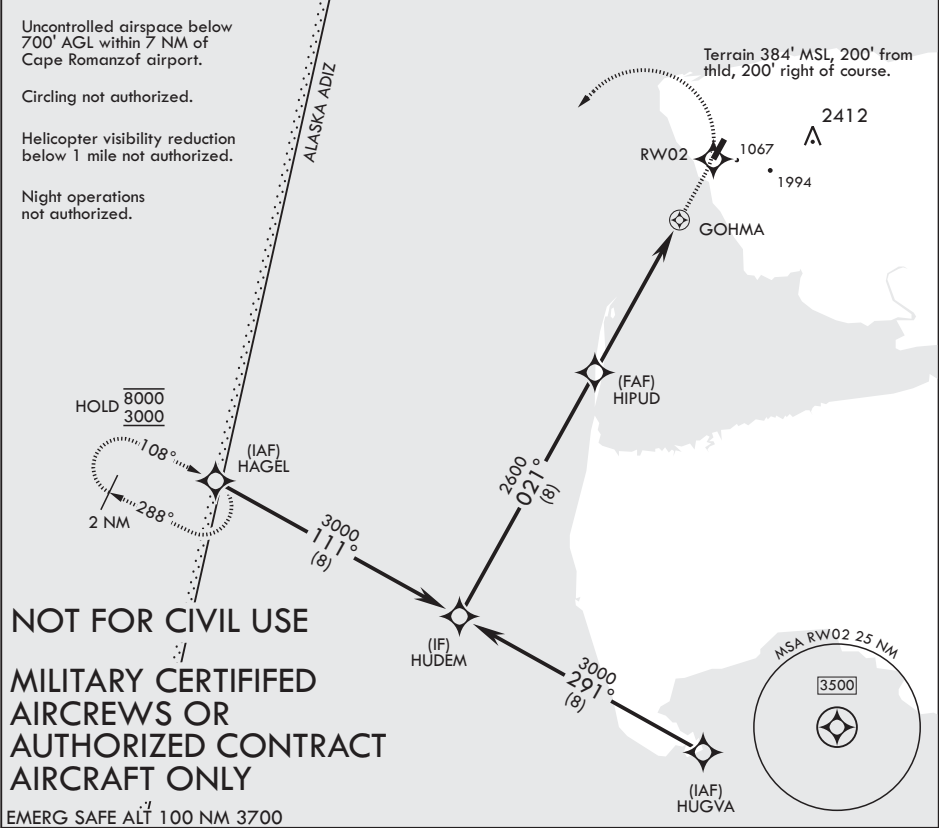 Uncontrolled airspace below
700' AGL within 7 NM of
Cape Romanzof airport.
Circling not authorized.
Helicopter visibility reduction
below 1 mile not authorized.
Night operations
not authorized.
ALASKA ADIZ
Terrain 384' MSL, 200' from
thld, 200' right of course.
2412
RW02
1067
1994
GOHMA
(FAF)
HIPUD
HOLD 8000
3000
108°
(IAF)
HAGEL
2 NM
288°
2600
021°
(8)
3000
111°
(8)
(IF)
HUDEM
3000
291°
(8)
(IAF)
HUGVA
MSA RW02 25 NM
3500
NOT FOR CIVIL USE
MILITARY CERTIFIFED
AIRCREWS OR
AUTHORIZED CONTRACT
AIRCRAFT ONLY
EMERG SAFE ALT 100 NM 3700